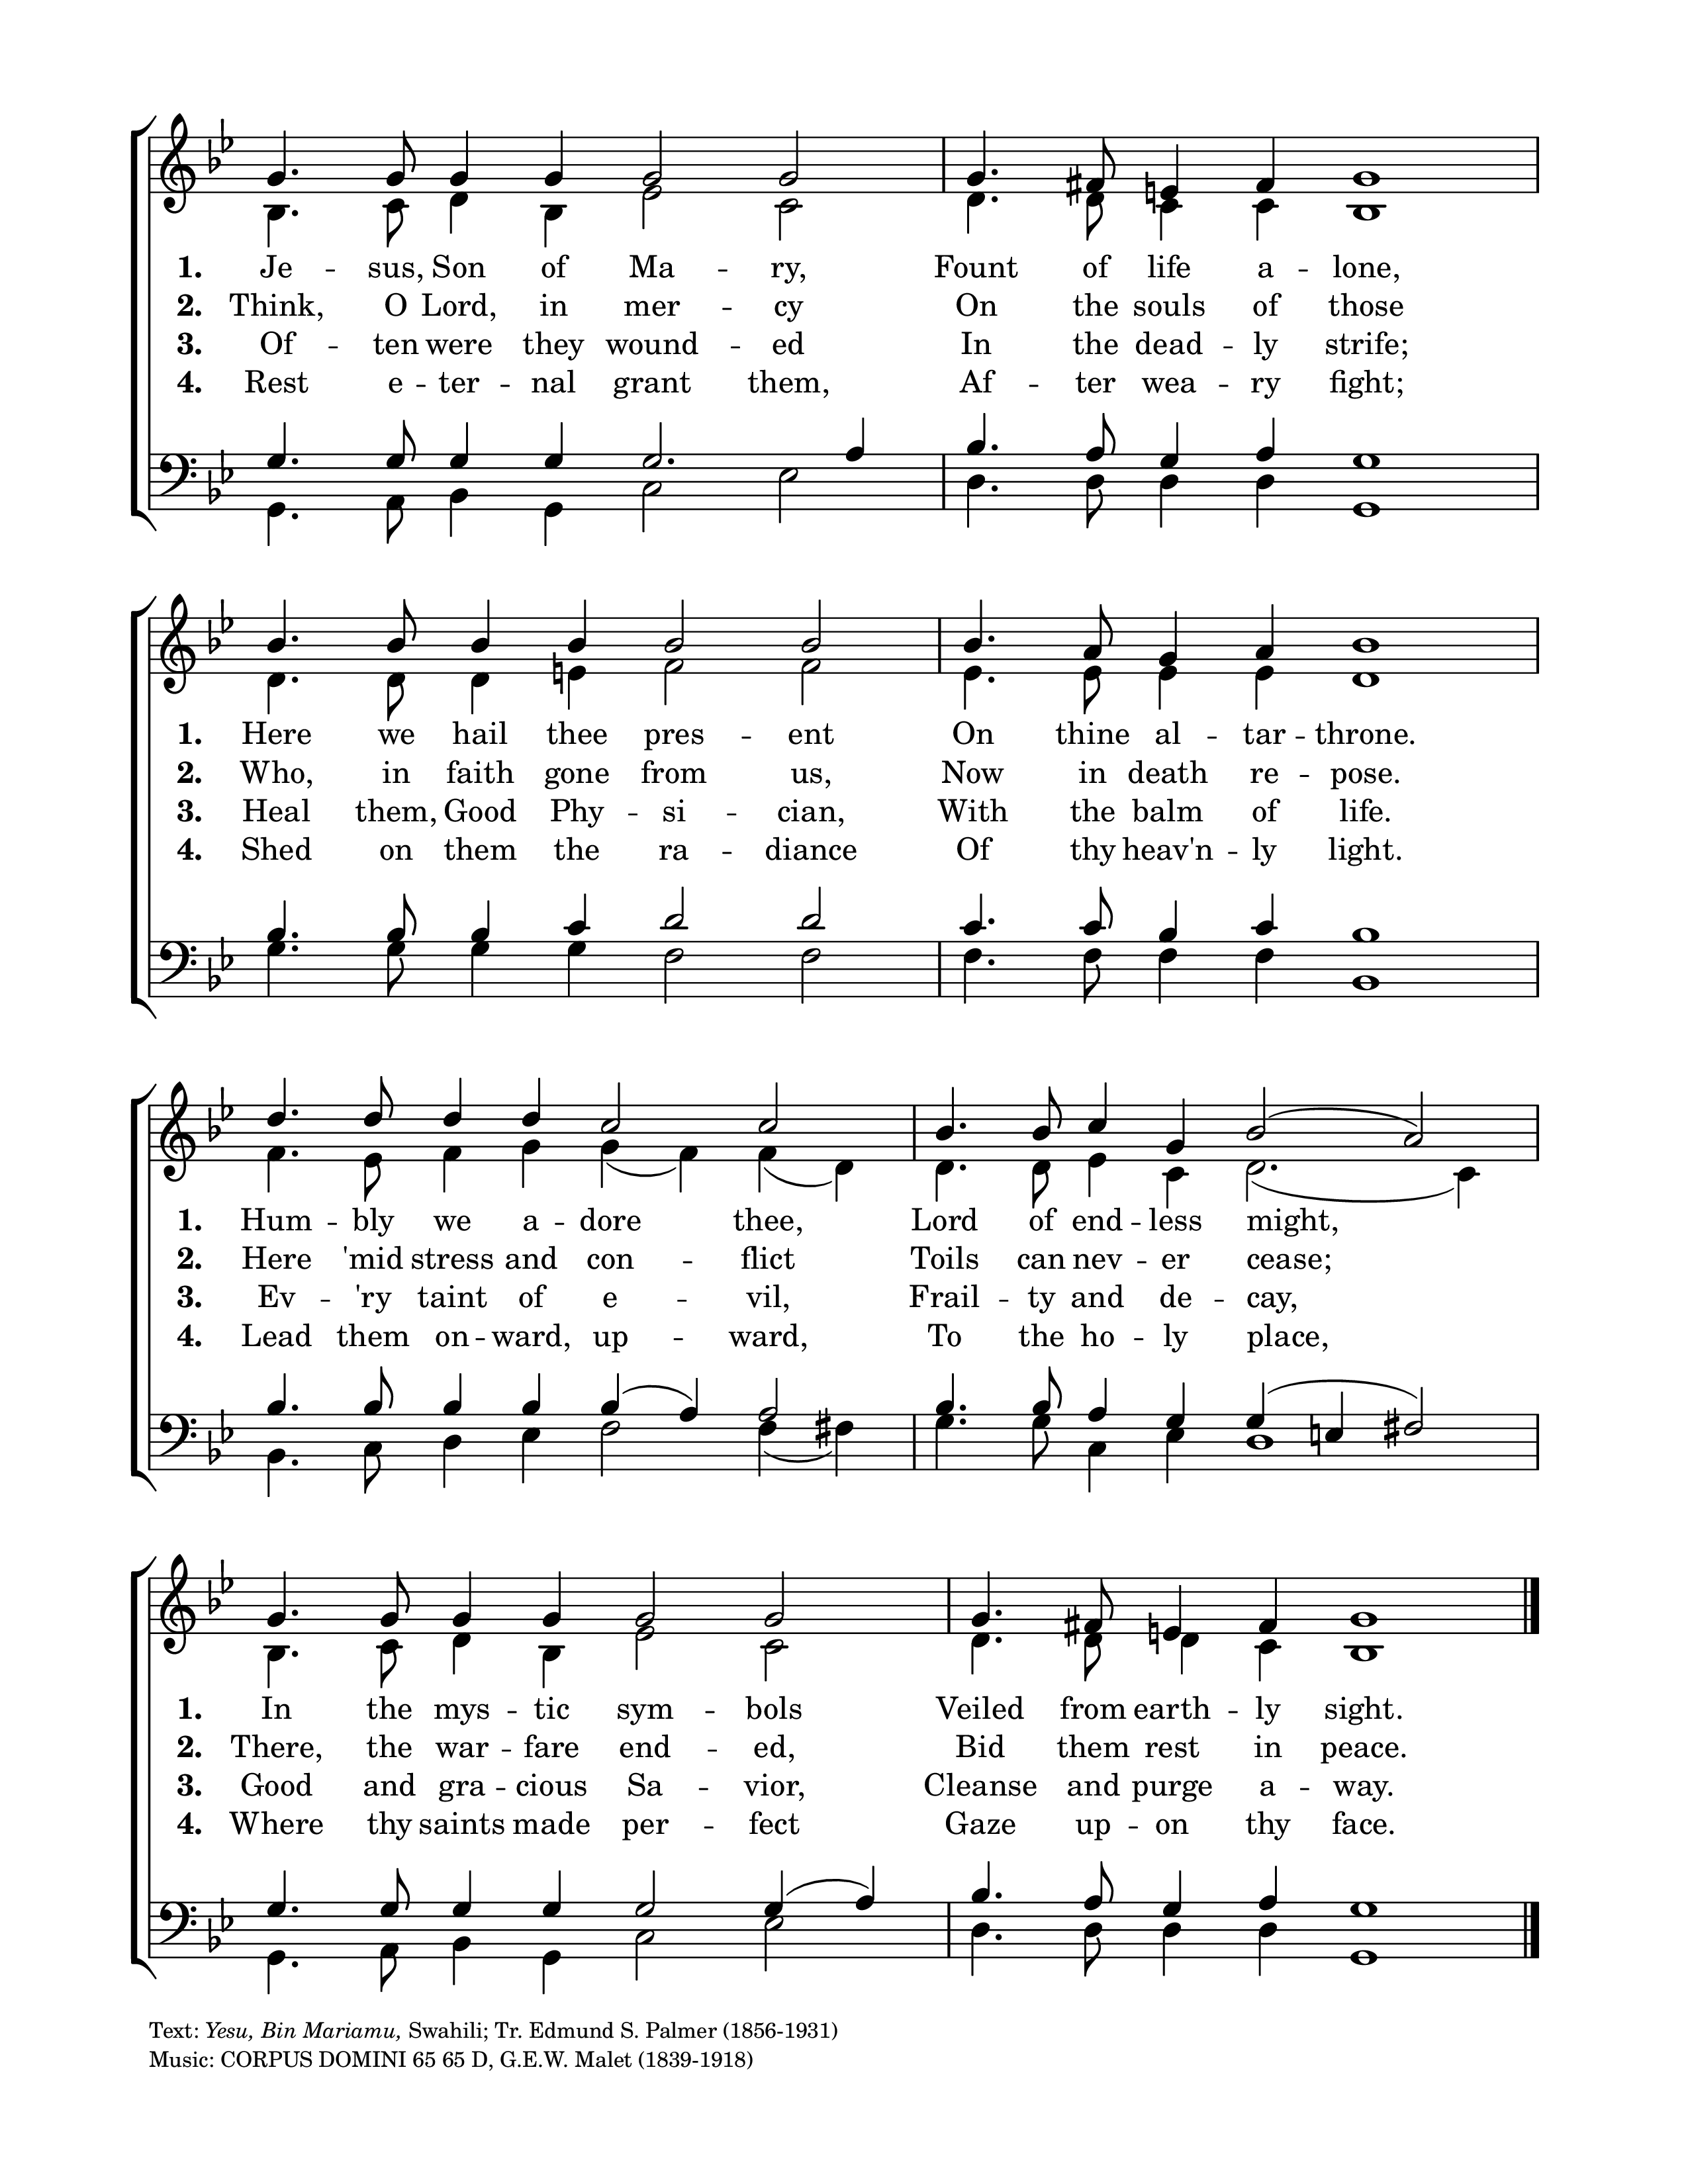 1. Je -- sus, Son of Ma -- ry, Fount of life a -- lone,
2. Think, O Lord, in mer -- cy On the souls of those
3. Of -- ten were they wound -- ed In the dead -- ly strife;
4. Rest e -- ter -- nal grant them, Af -- ter wea -- ry fight;
1. Here we hail thee pres -- ent On thine al -- tar -- throne.
2. Who, in faith gone from us, Now in death re -- pose.
3. Heal them, Good Phy -- si -- cian, With the balm of life.
4. Shed on them the ra -- diance Of thy heav'n -- ly light.
1. Hum -- bly we a -- dore thee, Lord of end -- less might,
2. Here 'mid stress and con -- flict Toils can nev -- er cease;
3. Ev -- 'ry taint of e -- vil, Frail -- ty and de -- cay,
4. Lead them on -- ward, up -- ward, To the ho -- ly place,
1. In the mys -- tic sym -- bols Veiled from earth -- ly sight.
2. There, the war -- fare end -- ed, Bid them rest in peace.
3. Good and gra -- cious Sa -- vior, Cleanse and purge a -- way.
4. Where thy saints made per -- fect Gaze up -- on thy face.
Text: Yesu, Bin Mariamu, Swahili; Tr. Edmund S. Palmer (1856-1931)
Music: CORPUS DOMINI 65 65 D, G.E.W. Malet (1839-1918)